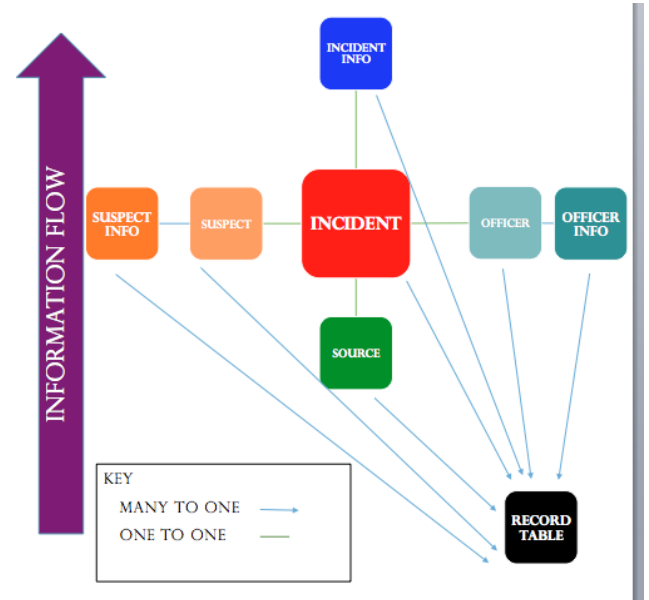 INCIDENT
INFO
INFORMATION FLOW
SUSPECT
INFO
SUSPECT
INCIDENT
OFFICER
OFFICER
INFO
SOURCE
KEY
MANY TO ONE
ONE TO ONE
RECORD
TABLE